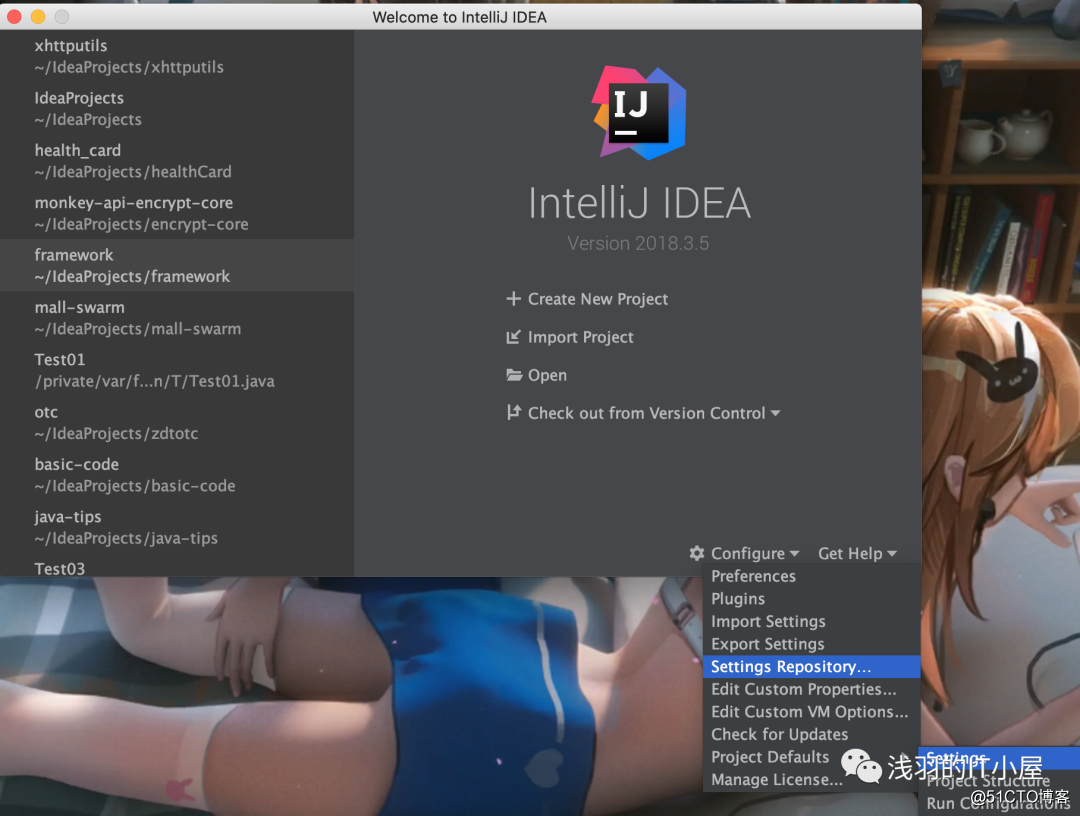 Welcome to IntelliJ IDEA
xhttputils
~/IdeaProjects/xhttputils
IdeaProjects
~/IdeaProjects
health_card
~/IdeaProjects/healthCard
monkey-api-encrypt-core
~/IdeaProjects/encrypt-core
framework
~/IdeaProjects/framework
mall-swarm
~/IdeaProjects/mall-swarm
Test01
/private/var/f...n/T/Test01.java
otc
~/IdeaProjects/zdtotc
basic-code
~/IdeaProjects/basic-code
java-tips
~/IdeaProjects/java-tips
Test03
IJ
IntelliJ IDEA
Version 2018.3.5
Create New Project
Import Project
Open
Check out from Version Control
Configure Get Help
Preferences
Plugins
Import Settings
Export Settings
Settings Repository...
Edit Custom Properties...
Edit Custom VM Options...
Check for Updates
Project Defaults
Manage License...
Settings
Project Structure
Run Configurations
浅羽的IT小屋
@51CTO博客